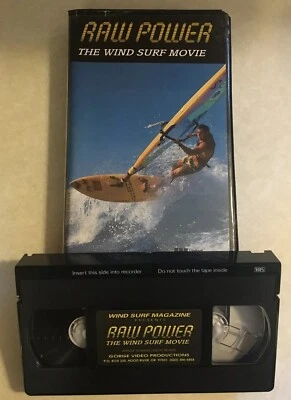 RAW POWER
THE WIND SURF MOVIE
Insert this side into recorder
Do not touch the tape inside
VHS
WIND SURF MAGAZINE
PRESENTS
RAW POWER
THE WIND SURF MOVIE
GORGE VIDEO PRODUCTIONS